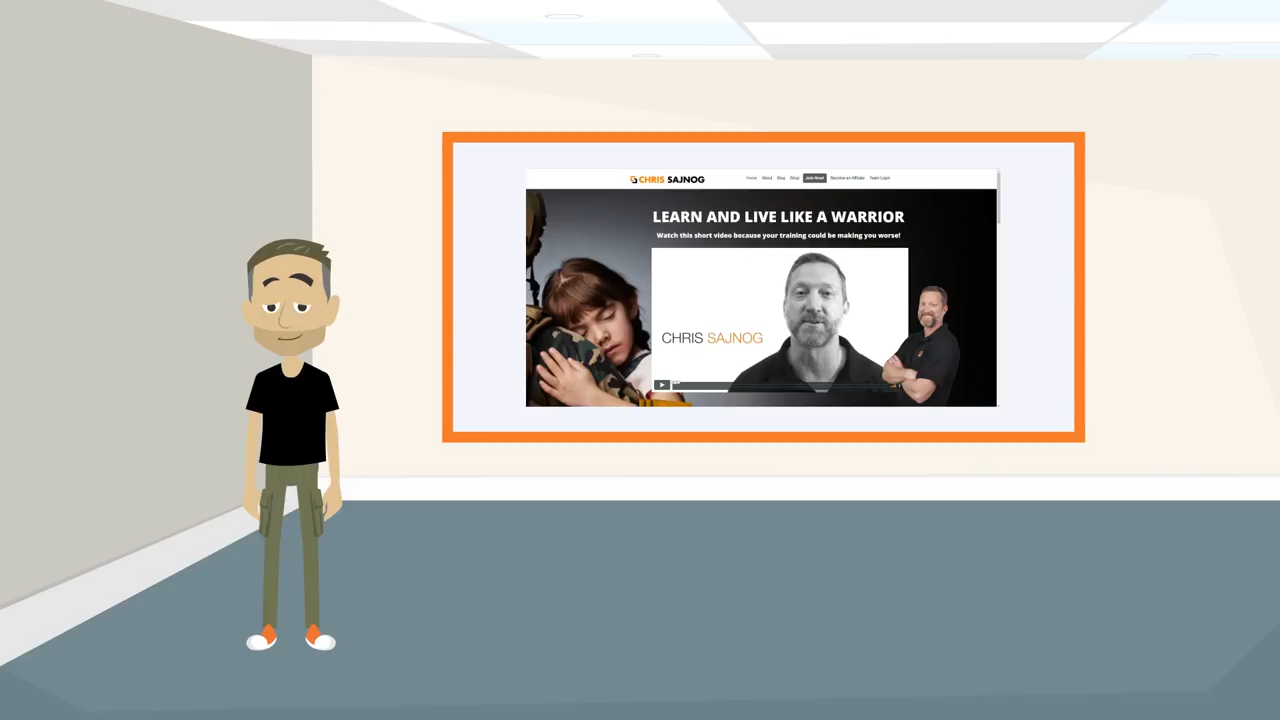 CHRIS SAJNOG
Home About Blog Shop Join Now! Become an Affiliate Team Login
LEARN AND LIVE LIKE A WARRIOR
Watch this short video because your training could be making you worse!
CHRIS SAJNOG